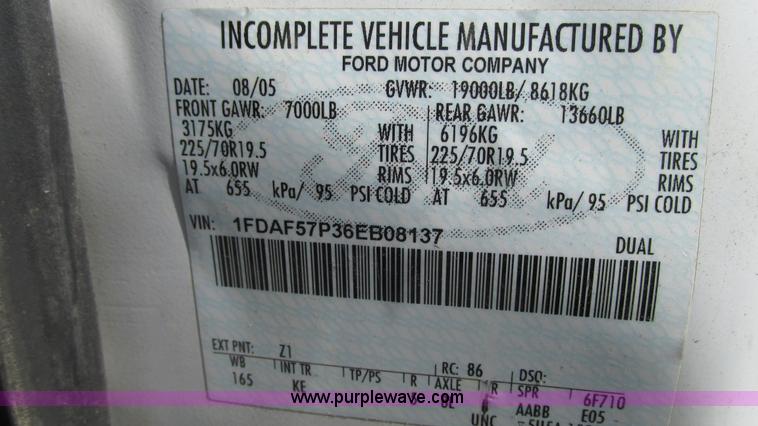 INCOMPLETE VEHICLE MANUFACTURED BY
FORD MOTOR COMPANY
DATE: 08/05 GVWR: 19000LB/ 8618KG
FRONT GAWR: 7000LB REAR GAWR: 13660LB
3175KG WITH 6196KG WITH
225/70R19.5 TIRES 225/70R19.5 TIRES
19.5x6.0RW RIMS 19.5x6.0RW RIMS
AT 655 kPa/ 95 PSI COLD AT 655 kPa/ 95 PSI COLD
VIN: 1FDAF57P36EB08137
DUAL
EXT PNT: Z1 RC: 86 DSO:
WB INT TR TP/PS R AXLE R SPR 6F710
165 KE AABB E05
www.purplewave.com
UNC